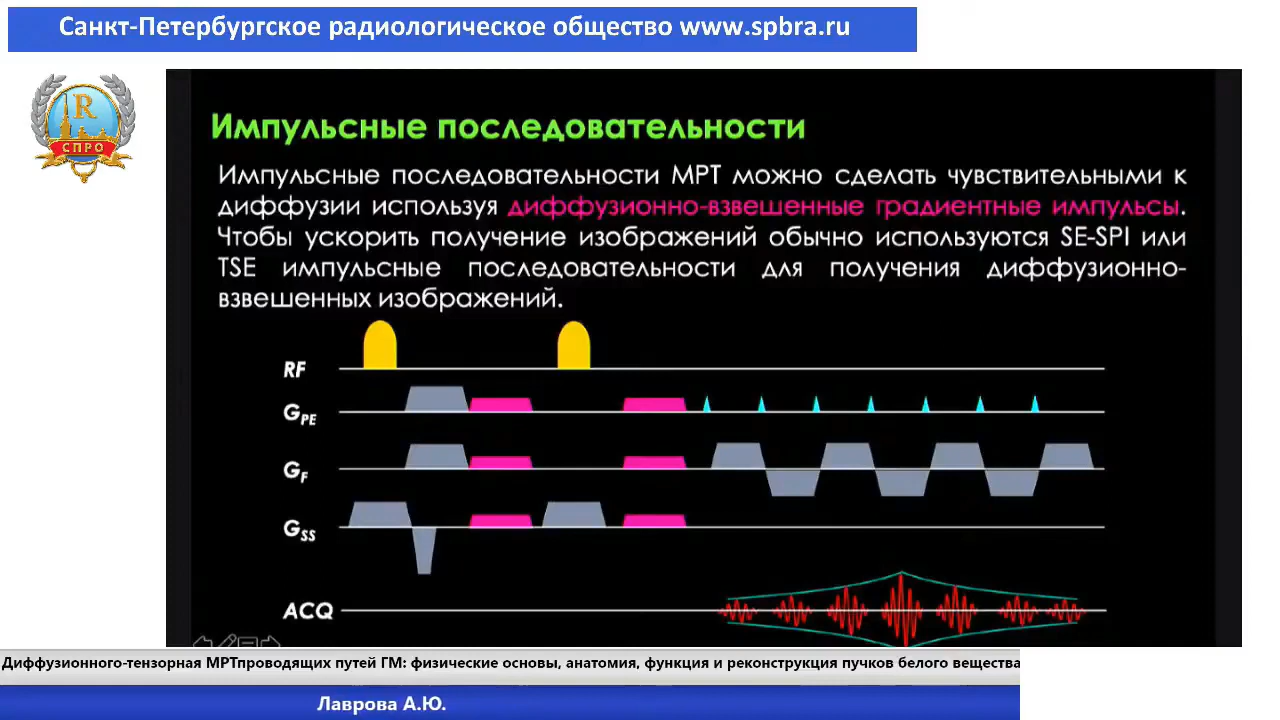 Санкт-Петербургское радиологическое общество www.spbra.ru
R
СПРО
Импульсные последовательности
Импульсные последовательности МРТ можно сделать чувствительными к
диффузии используя диффузионно-взвешенные градиентные импульсы.
Чтобы ускорить получение изображений обычно используются SE-SPI или
TSE импульсные последовательности для получения диффузионно-
взвешенных изображений.
RF
GPE
GF
GSS
ACQ
Диффузионного-тензорная МРТпроводящих путей ГМ: физические основы, анатомия, функция и реконструкция пучков белого вещества
Лаврова А.Ю.